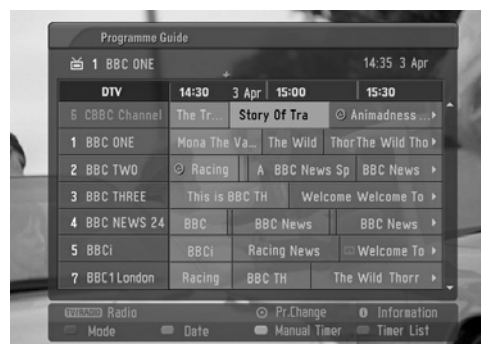 Programme Guide
1 BBC ONE 14:35 3 Apr
DTV 14:30 3 Apr 15:00 15:30
6 CBBC Channel The Tr... Story Of Tra Animadness ...
1 BBC ONE Mona The Va... The Wild Thor The Wild Tho
2 BBC TWO Racing A BBC News Sp BBC News
3 BBC THREE This is BBC TH Welcome Welcome To
4 BBC NEWS 24 BBC BBC News BBC News
5 BBCi BBCi Racing News Welcome To
7 BBC1 London Racing BBC TH The Wild Thorr
TV/RADIO Radio Pr.Change Information
Mode Date Manual Timer Timer List